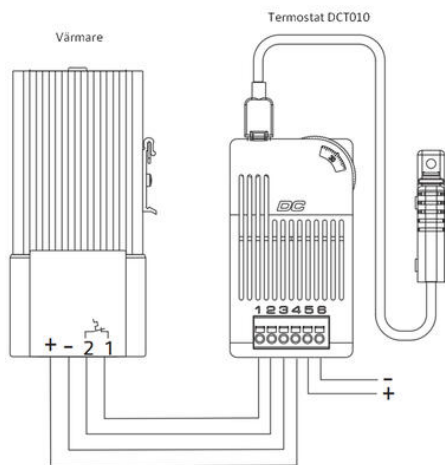 Termostat DCT010
Värmare
DC
1 2 3 4 5 6
+ − 2 1
−
+